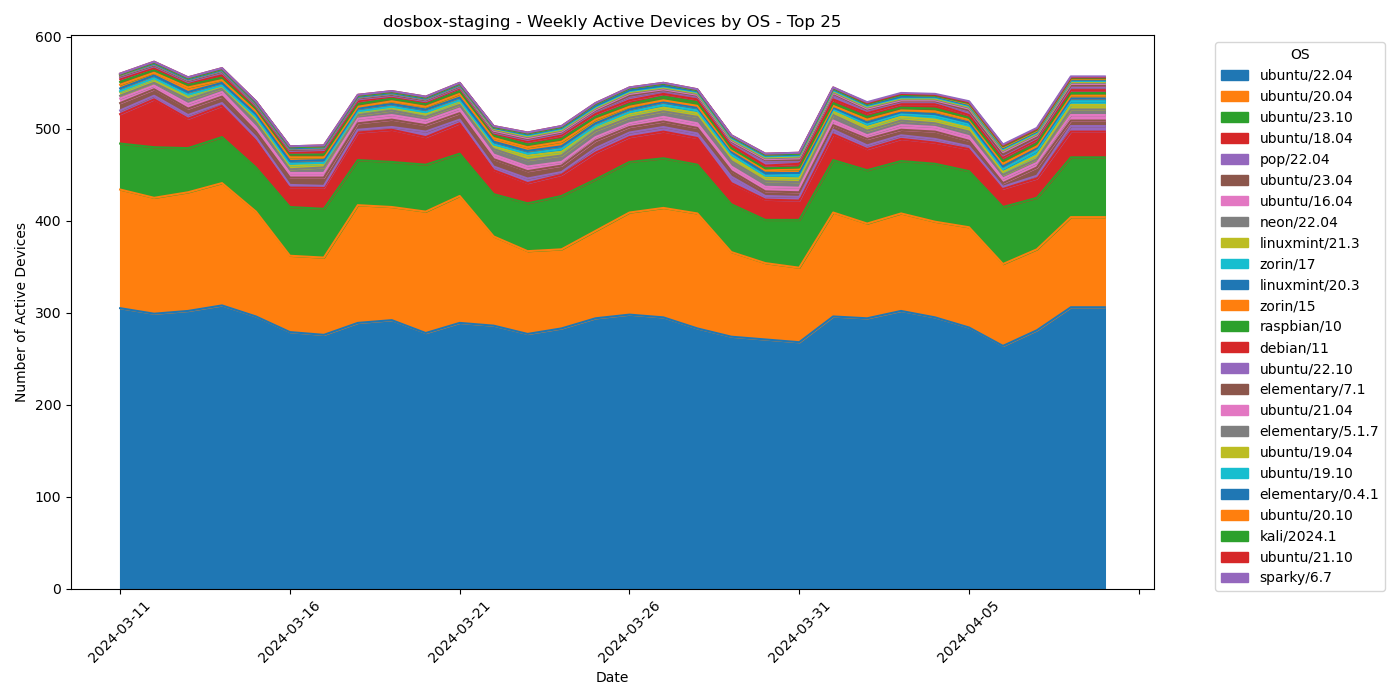 dosbox-staging - Weekly Active Devices by OS - Top 25
600
500
400
300
200
100
0
Number of Active Devices
2024-03-11
2024-03-16
2024-03-21
2024-03-26
2024-03-31
2024-04-05
Date
OS
ubuntu/22.04
ubuntu/20.04
ubuntu/23.10
ubuntu/18.04
pop/22.04
ubuntu/23.04
ubuntu/16.04
neon/22.04
linuxmint/21.3
zorin/17
linuxmint/20.3
zorin/15
raspbian/10
debian/11
ubuntu/22.10
elementary/7.1
ubuntu/21.04
elementary/5.1.7
ubuntu/19.04
ubuntu/19.10
elementary/0.4.1
ubuntu/20.10
kali/2024.1
ubuntu/21.10
sparky/6.7